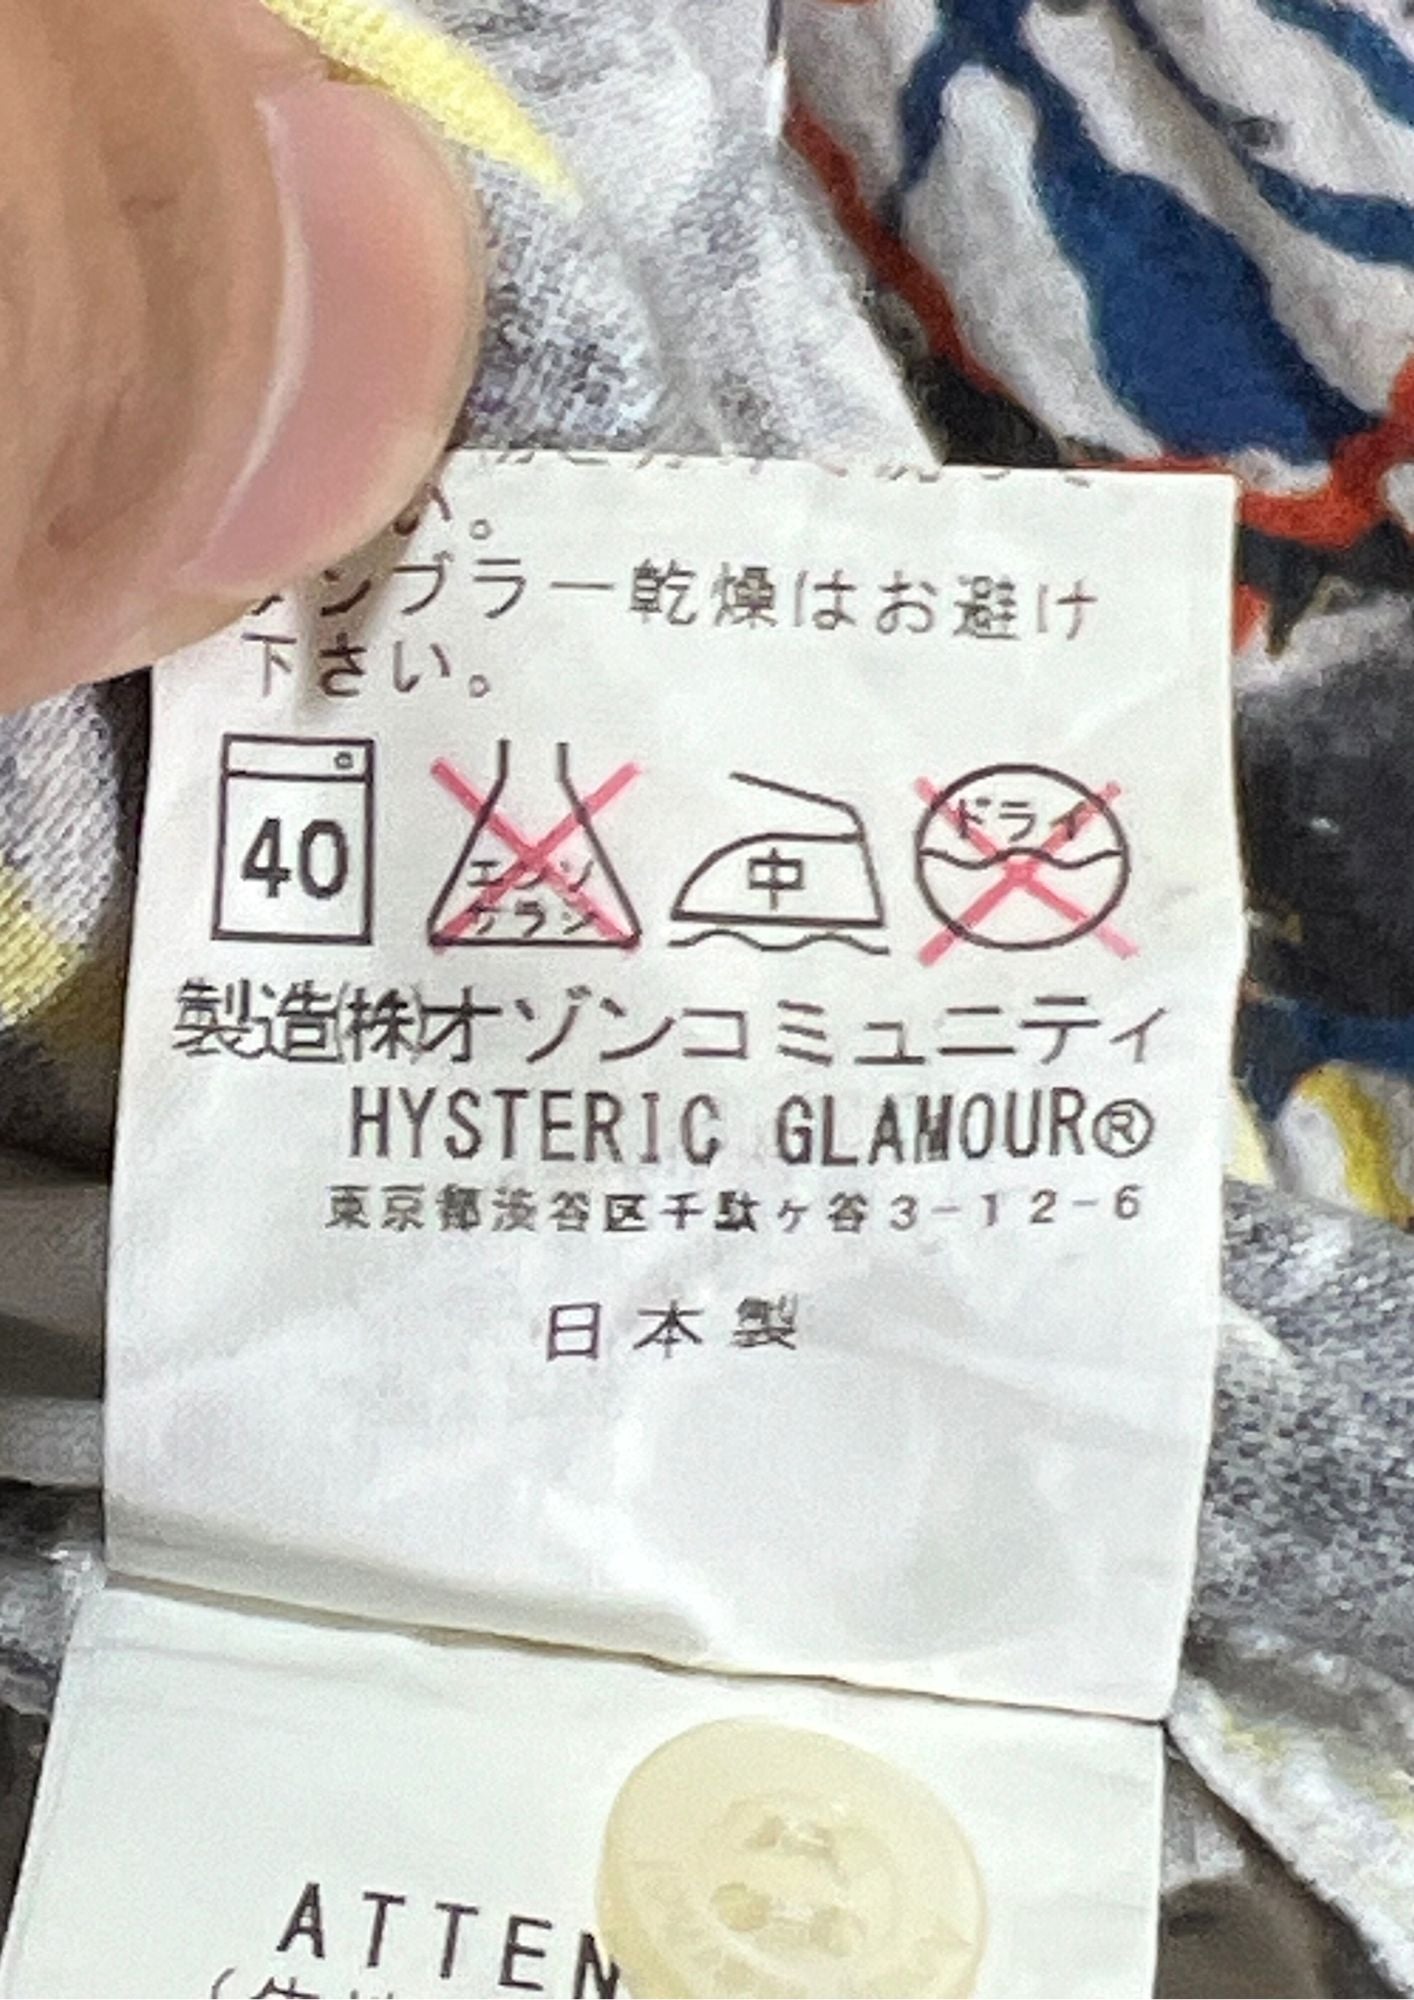 い。
ンブラー乾燥はお避け
下さい。
40
エンソ
サラシ
中
ドライ
製造(株)オゾンコミュニティ
HYSTERIC GLAMOUR®
東京都渋谷区千駄ヶ谷3-12-6
日本製
ATTEN